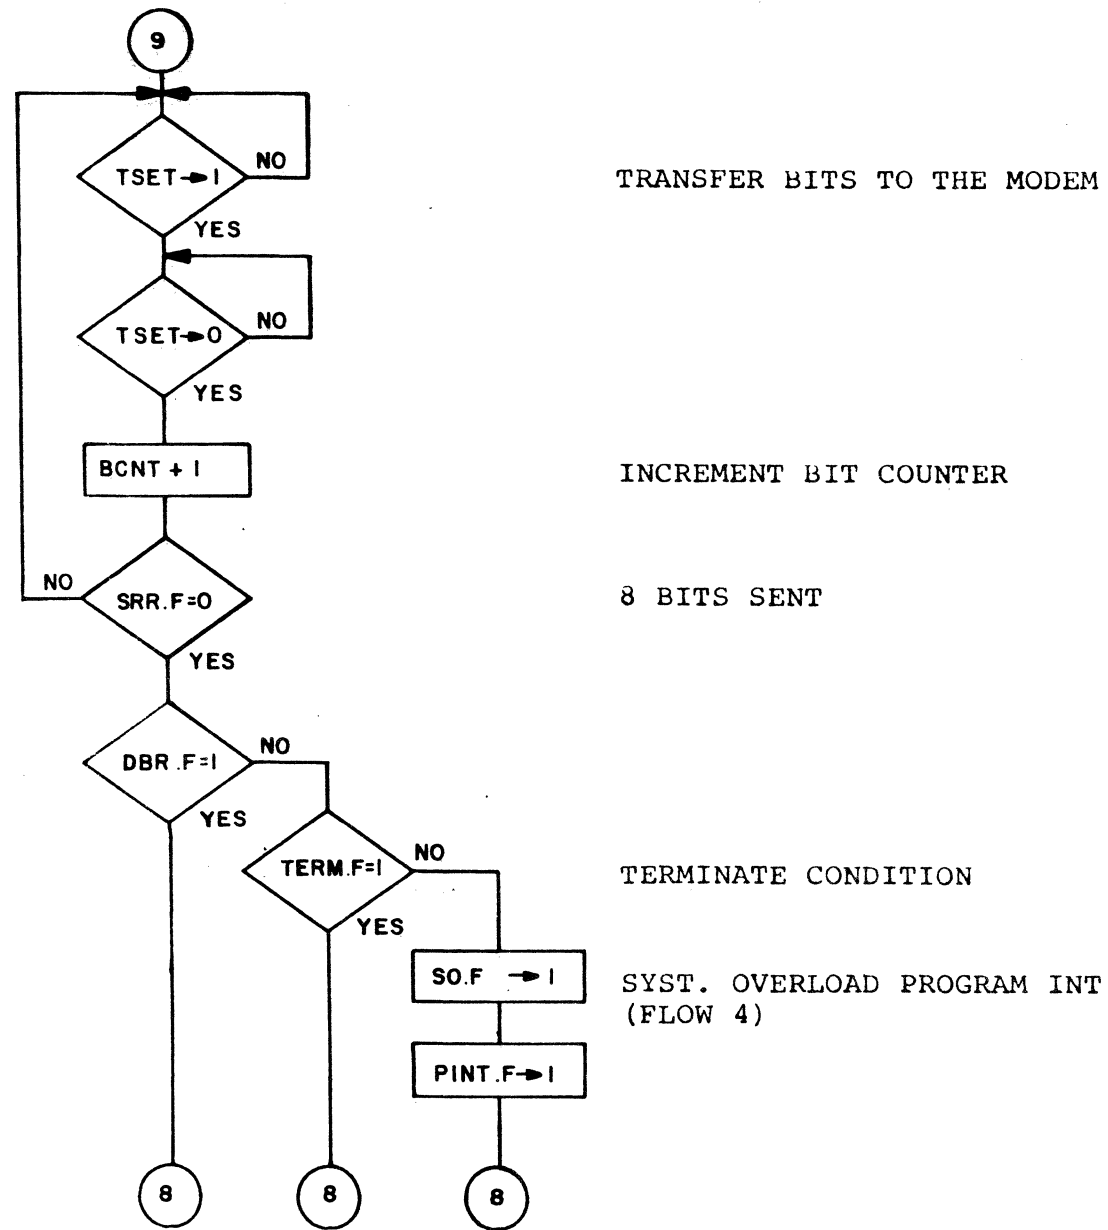 9
TSET→1
NO
TRANSFER BITS TO THE MODEM
YES
TSET→0
NO
YES
BCNT + 1
INCREMENT BIT COUNTER
NO
SRR.F=0
8 BITS SENT
YES
DBR.F=1
NO
YES
TERM.F=1
NO
TERMINATE CONDITION
YES
SO.F →1
SYST. OVERLOAD PROGRAM INT
(FLOW 4)
PINT.F→1
8
8
8